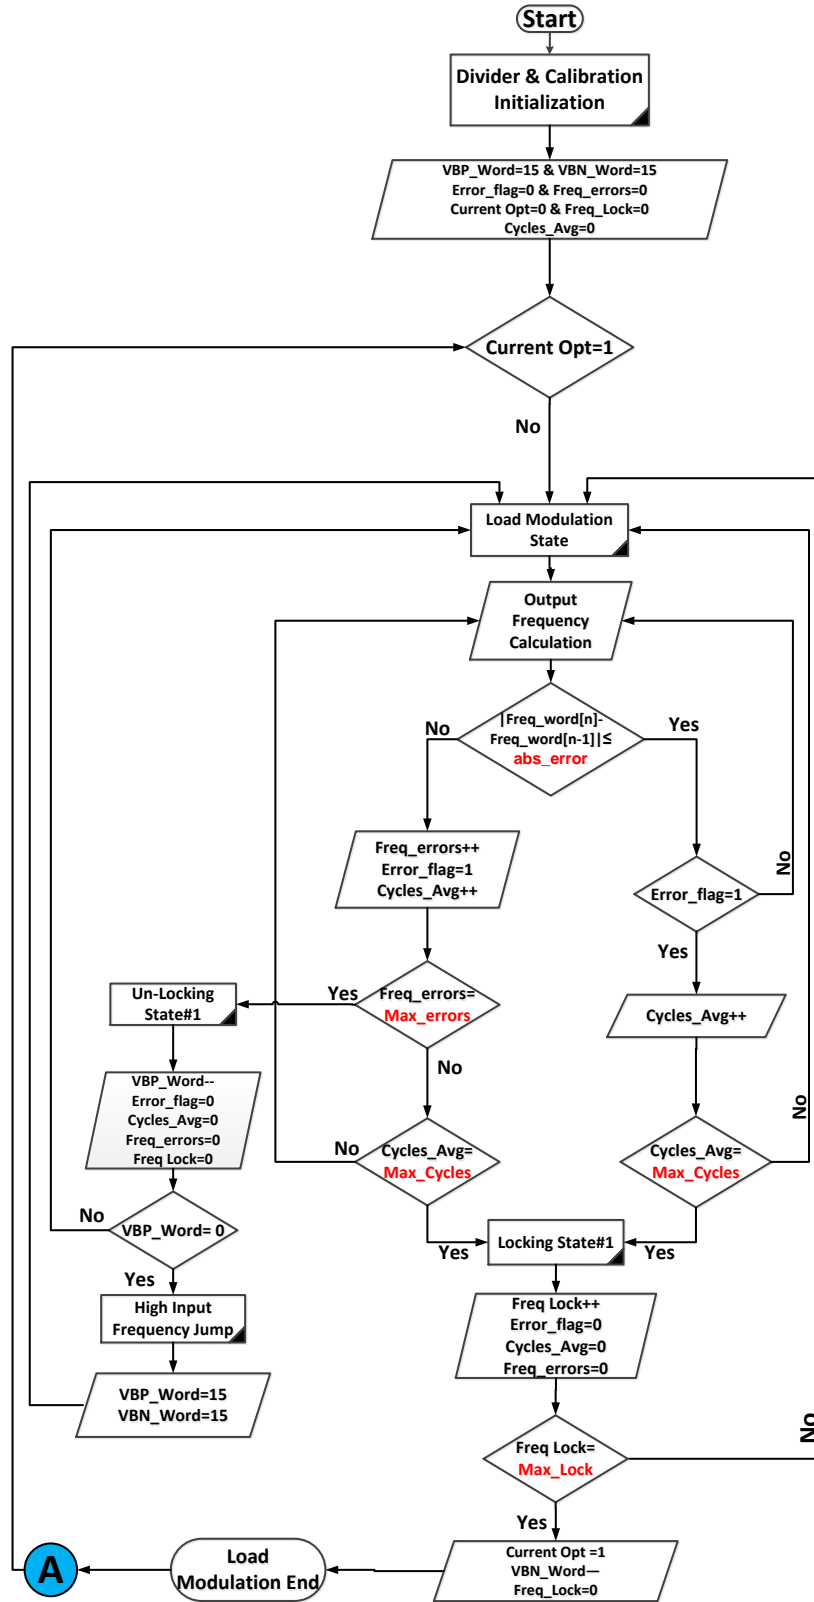 Start
Divider & Calibration
Initialization
VBP_Word=15 & VBN_Word=15
Error_flag=0 & Freq_errors=0
Current Opt=0 & Freq_Lock=0
Cycles_Avg=0
Current Opt=1
No
Load Modulation
State
Output
Frequency
Calculation
|Freq_word[n]-
Freq_word[n-1]|≤
abs_error
No
Yes
Freq_errors++
Error_flag=1
Cycles_Avg++
Error_flag=1
No
Yes
Un-Locking
State#1
Yes
Freq_errors=
Max_errors
No
Cycles_Avg++
VBP_Word--
Error_flag=0
Cycles_Avg=0
Freq_errors=0
Freq Lock=0
No
Cycles_Avg=
Max_Cycles
Yes
Cycles_Avg=
Max_Cycles
No
Yes
No
VBP_Word= 0
Yes
Locking State#1
High Input
Frequency Jump
Freq Lock++
Error_flag=0
Cycles_Avg=0
Freq_errors=0
VBP_Word=15
VBN_Word=15
Freq Lock=
Max_Lock
No
Yes
Current Opt =1
VBN_Word—
Freq_Lock=0
Load
Modulation End
A